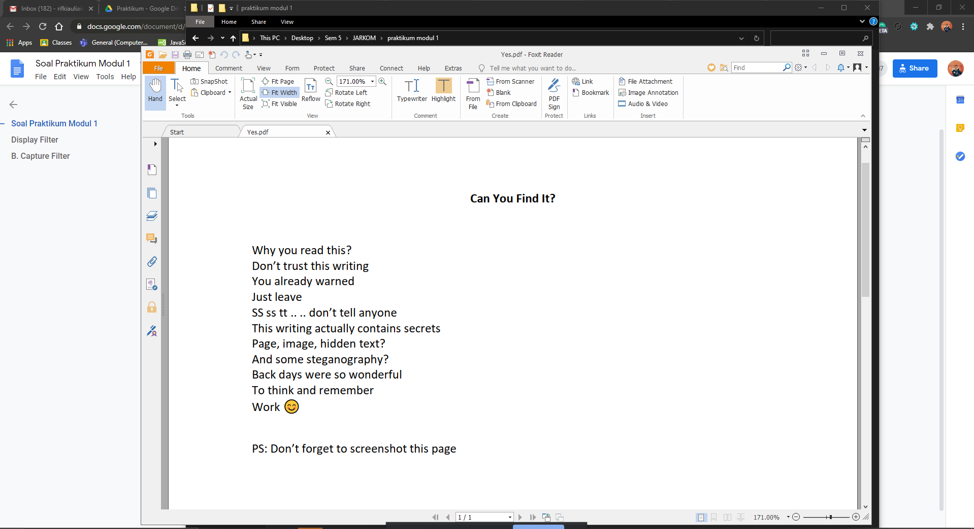 Inbox (182) - rifkiaulian
Praktikum - Google Dri
praktikum modul 1
File Home Share View
docs.google.com/document/d/
This PC > Desktop > Sem 5 > JARKOM > praktikum modul 1
Apps Classes General (Computer... JavaS
Yes.pdf - Foxit Reader
Soal Praktikum Modul 1
File Edit View Tools Help
File Home Comment View Form Protect Share Connect Help Extras Tell me what you want to do...
Find
Share
Hand
Select
SnapShot
Clipboard
Tools
Actual Size
Fit Page
Fit Width
Fit Visible
Reflow
171.00%
Rotate Left
Rotate Right
View
Typewriter
Highlight
Comment
From File
From Scanner
Blank
From Clipboard
Create
PDF Sign
Protect
Link
Bookmark
Links
File Attachment
Image Annotation
Audio & Video
Insert
Start
Yes.pdf
Soal Praktikum Modul 1
Display Filter
B. Capture Filter
Can You Find It?
Why you read this?
Don't trust this writing
You already warned
Just leave
SS ss tt .. .. don't tell anyone
This writing actually contains secrets
Page, image, hidden text?
And some steganography?
Back days were so wonderful
To think and remember
Work 😊
PS: Don't forget to screenshot this page
1 / 1
171.00%